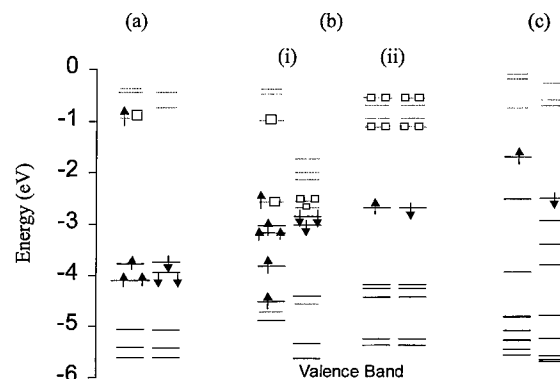 (a) (b) (c)
(i) (ii)
Energy (eV)
0
-1
-2
-3
-4
-5
-6
Valence Band